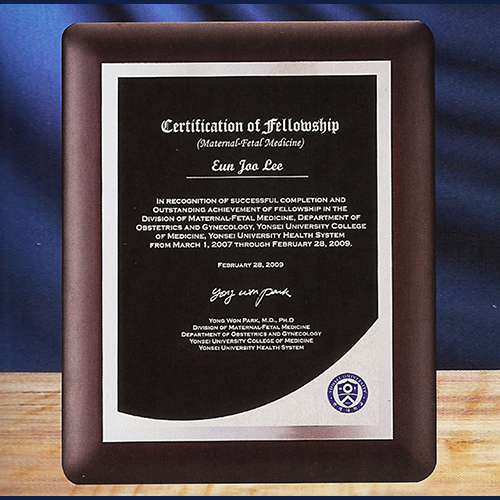 Certification of Fellowship
(Maternal-Fetal Medicine)
Eun Joo Lee
IN RECOGNITION OF SUCCESSFUL COMPLETION AND
OUTSTANDING ACHIEVEMENT OF FELLOWSHIP IN THE
DIVISION OF MATERNAL-FETAL MEDICINE, DEPARTMENT OF
OBSTETRICS AND GYNECOLOGY, YONSEI UNIVERSITY COLLEGE
OF MEDICINE, YONSEI UNIVERSITY HEALTH SYSTEM
FROM MARCH 1, 2007 THROUGH FEBRUARY 28, 2009.
FEBRUARY 28, 2009
Yong won park
YONG WON PARK, M.D., PH.D
DIVISION OF MATERNAL-FETAL MEDICINE
DEPARTMENT OF OBSTETRICS AND GYNECOLOGY
YONSEI UNIVERSITY COLLEGE OF MEDICINE
YONSEI UNIVERSITY HEALTH SYSTEM